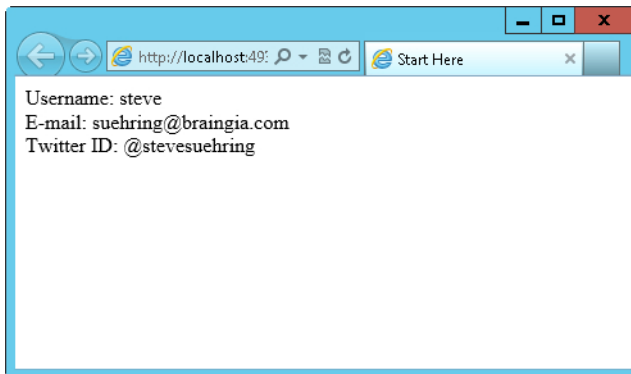 http://localhost:49
Start Here
Username: steve
E-mail: suehring@braingia.com
Twitter ID: @stevesuehring